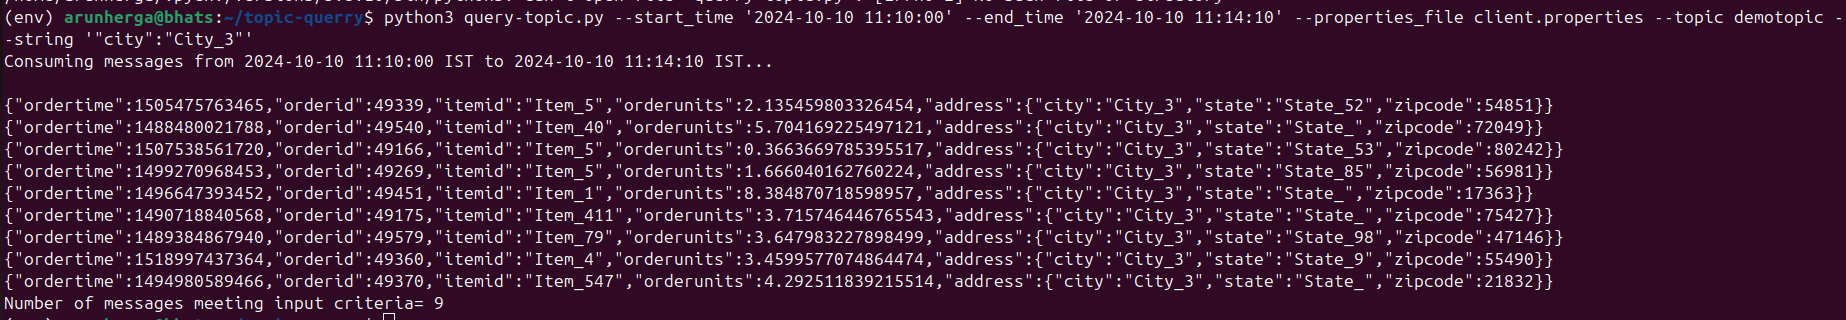 (env) arunherga@bhats:~/topic-querry$ python3 query-topic.py --start_time '2024-10-10 11:10:00' --end_time '2024-10-10 11:14:10' --properties_file client.properties --topic demotopic -
-string '"city":"City_3"'
Consuming messages from 2024-10-10 11:10:00 IST to 2024-10-10 11:14:10 IST...
{"ordertime":1505475763465,"orderid":49339,"itemid":"Item_5","orderunits":2.135459803326454,"address":{"city":"City_3","state":"State_52","zipcode":54851}}
{"ordertime":1488480021788,"orderid":49540,"itemid":"Item_40","orderunits":5.704169225497121,"address":{"city":"City_3","state":"State_","zipcode":72049}}
{"ordertime":1507538561720,"orderid":49166,"itemid":"Item_5","orderunits":0.3663669785395517,"address":{"city":"City_3","state":"State_53","zipcode":80242}}
{"ordertime":1499270968453,"orderid":49269,"itemid":"Item_5","orderunits":1.666040162760224,"address":{"city":"City_3","state":"State_85","zipcode":56981}}
{"ordertime":1496647393452,"orderid":49451,"itemid":"Item_1","orderunits":8.384870718598957,"address":{"city":"City_3","state":"State_","zipcode":17363}}
{"ordertime":1490718840568,"orderid":49175,"itemid":"Item_411","orderunits":3.715746446765543,"address":{"city":"City_3","state":"State_","zipcode":75427}}
{"ordertime":1489384867940,"orderid":49579,"itemid":"Item_79","orderunits":3.647983227898499,"address":{"city":"City_3","state":"State_98","zipcode":47146}}
{"ordertime":1518997437364,"orderid":49360,"itemid":"Item_4","orderunits":3.4599577074864474,"address":{"city":"City_3","state":"State_9","zipcode":55490}}
{"ordertime":1494980589466,"orderid":49370,"itemid":"Item_547","orderunits":4.292511839215514,"address":{"city":"City_3","state":"State_","zipcode":21832}}
Number of messages meeting input criteria= 9